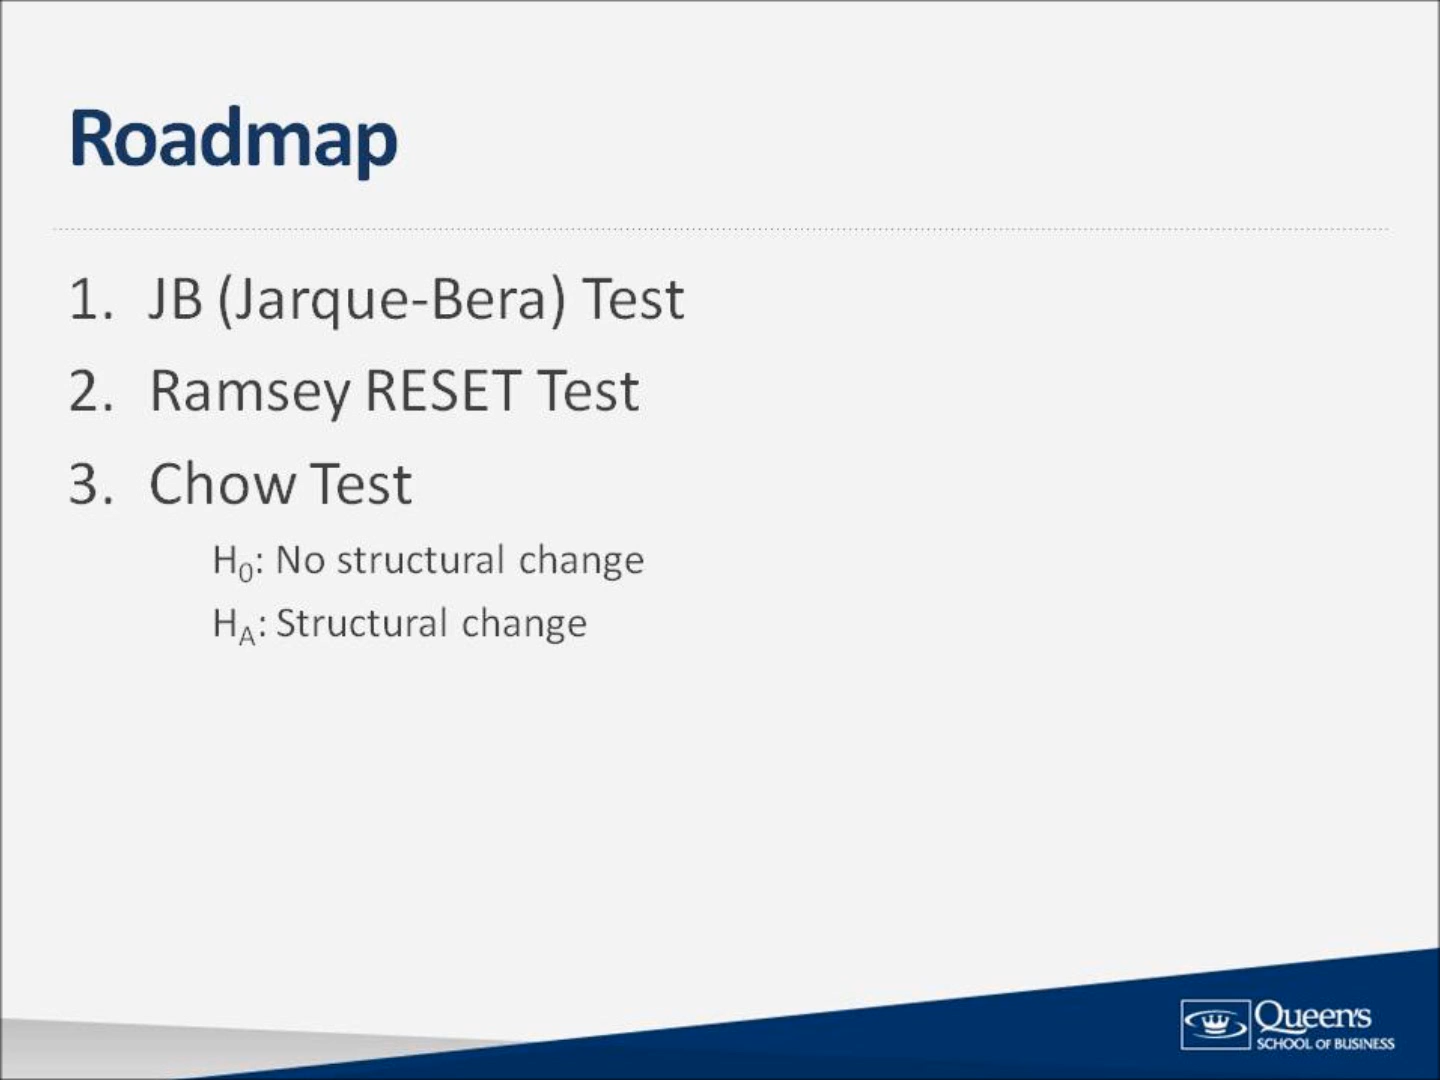 Roadmap
1. JB (Jarque-Bera) Test
2. Ramsey RESET Test
3. Chow Test
H₀: No structural change
H_A: Structural change
Queen's
SCHOOL OF BUSINESS